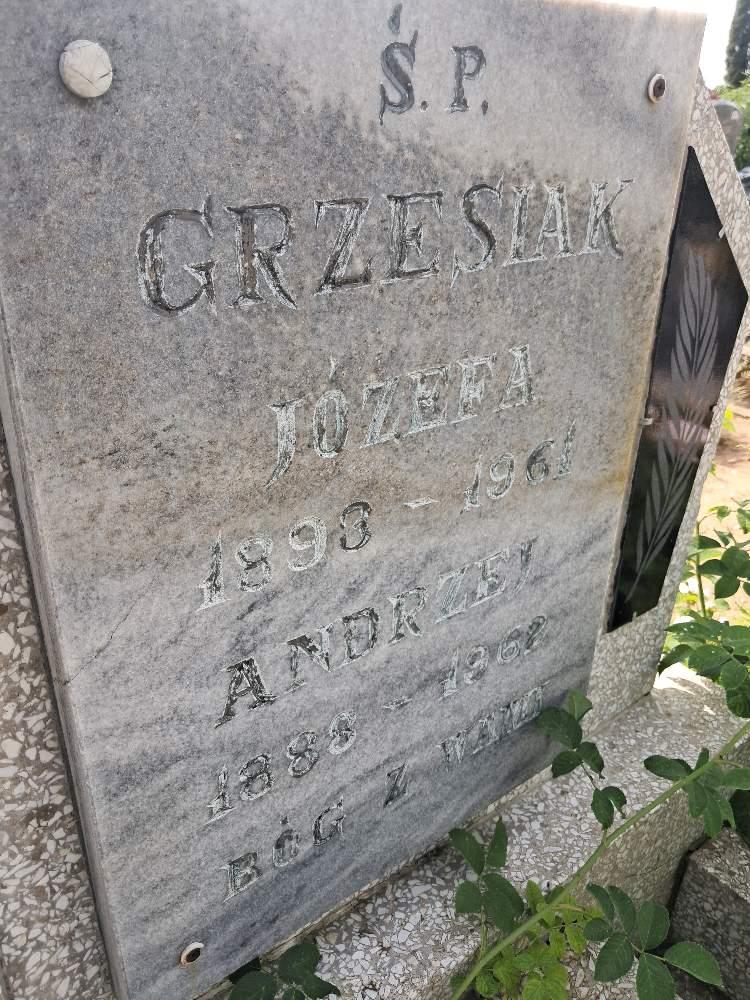 Ś. P.
GRZESIAK
JÓZEFA
1893 - 1961
ANDRZEJ
1888 - 1962
BÓG Z WAMI